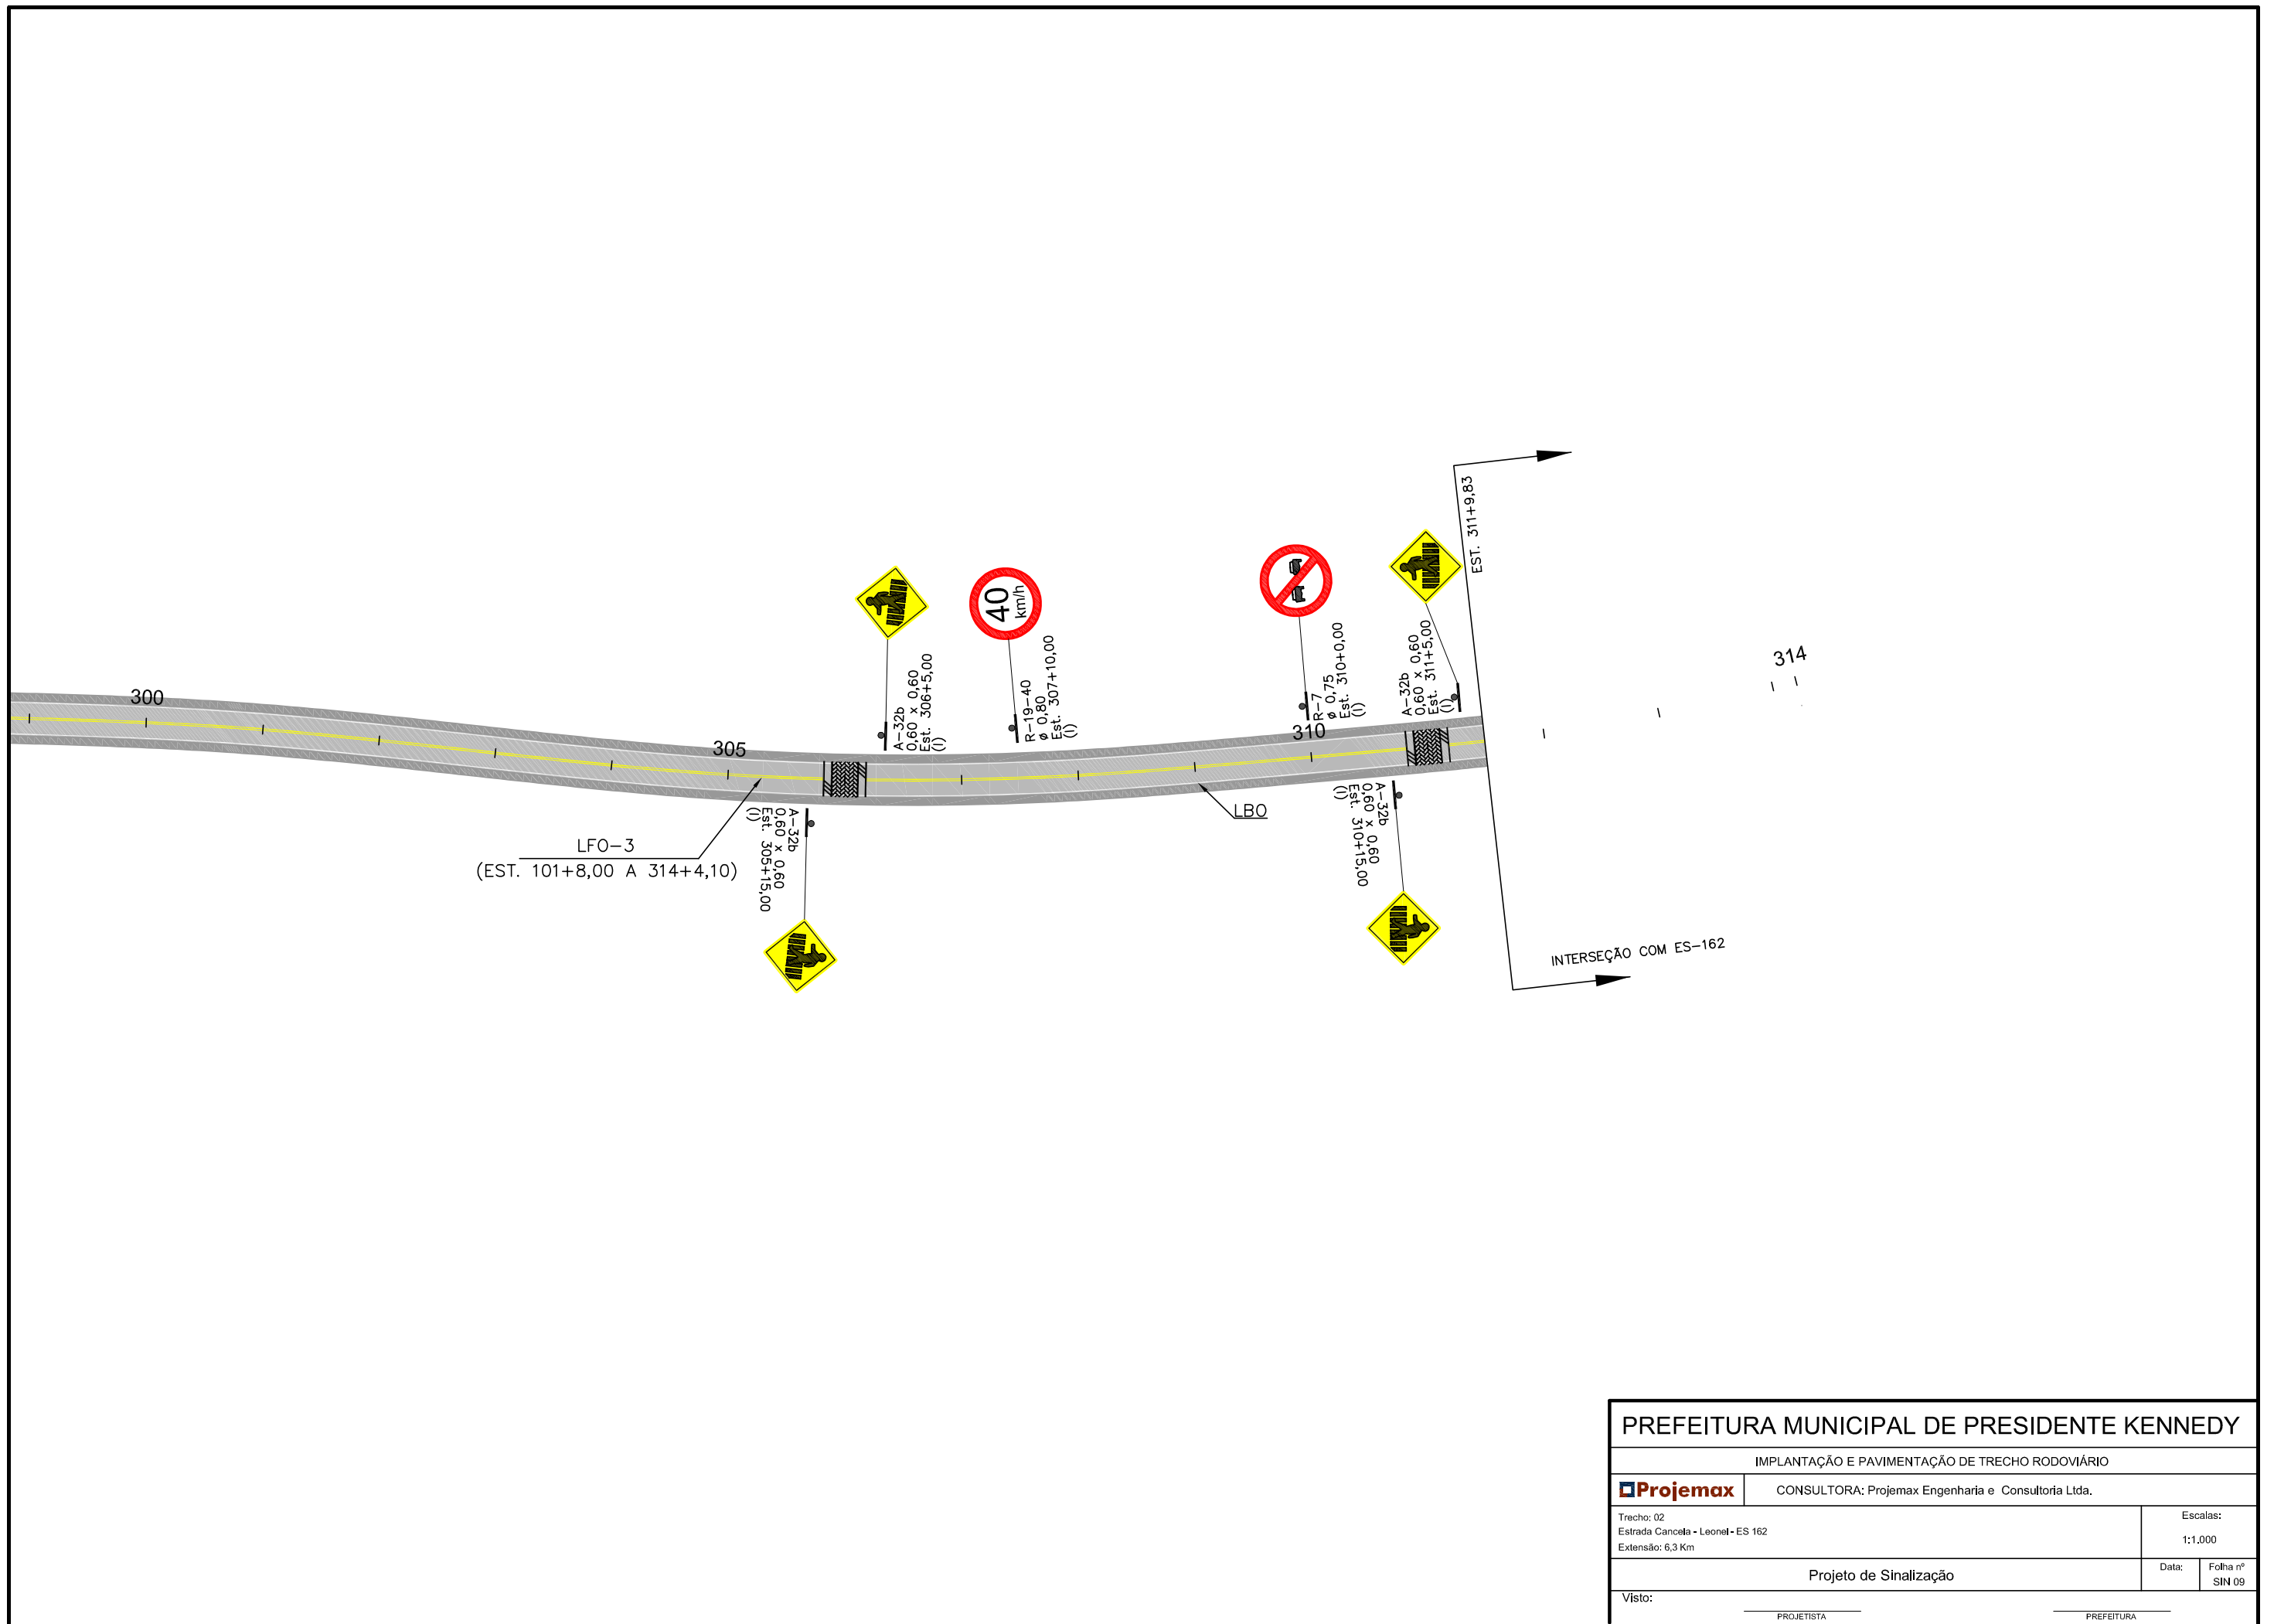 300
305
310
314
A-32b
0,60 x 0,60
Est. 306+5,00
(I)
40
km/h
R-19-40
ø 0,80
Est. 307+10,00
(I)
R-7
ø 0,75
Est. 310+0,00
(I)
A-32b
0,60 x 0,60
Est. 311+5,00
(I)
EST. 311+9,83
LFO-3
(EST. 101+8,00 A 314+4,10)
A-32b
0,60 x 0,60
Est. 305+15,00
(I)
LBO
A-32b
0,60 x 0,60
Est. 310+15,00
(I)
INTERSEÇÃO COM ES-162
PREFEITURA MUNICIPAL DE PRESIDENTE KENNEDY
IMPLANTAÇÃO E PAVIMENTAÇÃO DE TRECHO RODOVIÁRIO
Projemax
CONSULTORA: Projemax Engenharia e Consultoria Ltda.
Trecho: 02
Estrada Cancela - Leonel - ES 162
Extensão: 6,3 Km
Escalas:
1:1.000
Projeto de Sinalização
Data:
Folha nº
SIN 09
Visto:
PROJETISTA
PREFEITURA